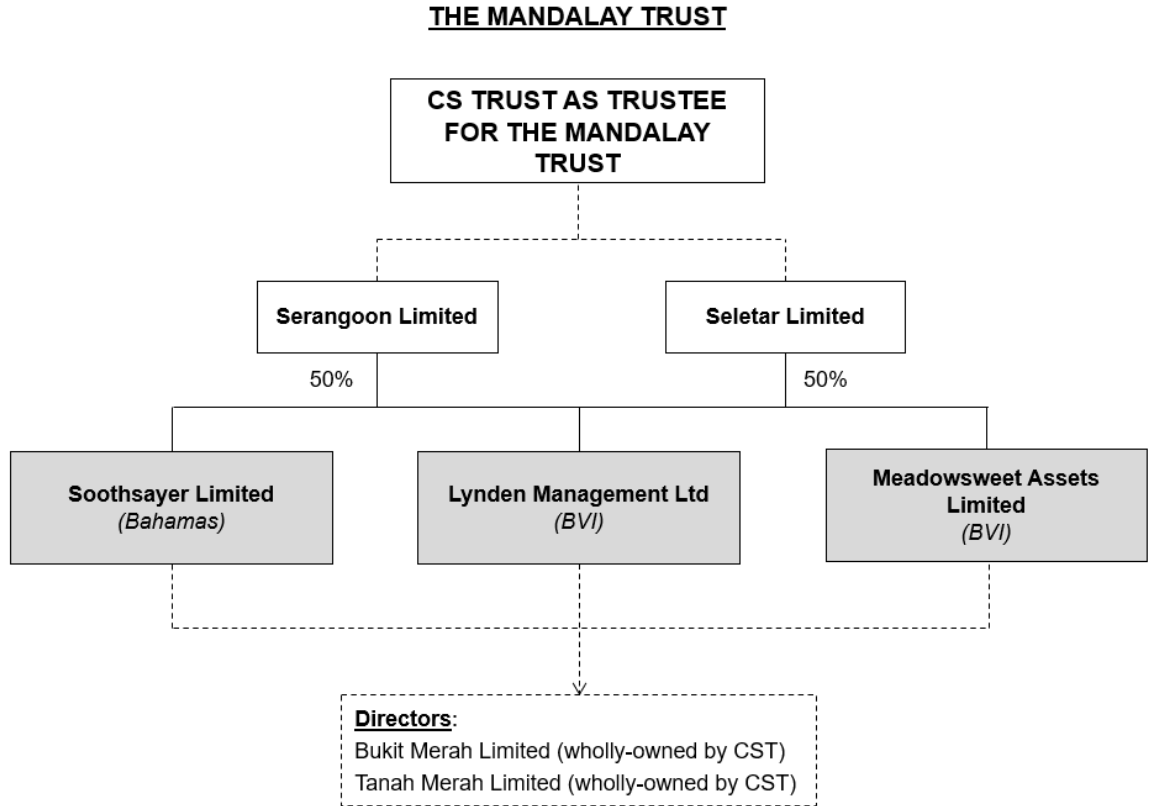 THE MANDALAY TRUST
CS TRUST AS TRUSTEE
FOR THE MANDALAY
TRUST
Serangoon Limited
Seletar Limited
50%
50%
Soothsayer Limited
(Bahamas)
Lynden Management Ltd
(BVI)
Meadowsweet Assets
Limited
(BVI)
Directors:
Bukit Merah Limited (wholly-owned by CST)
Tanah Merah Limited (wholly-owned by CST)